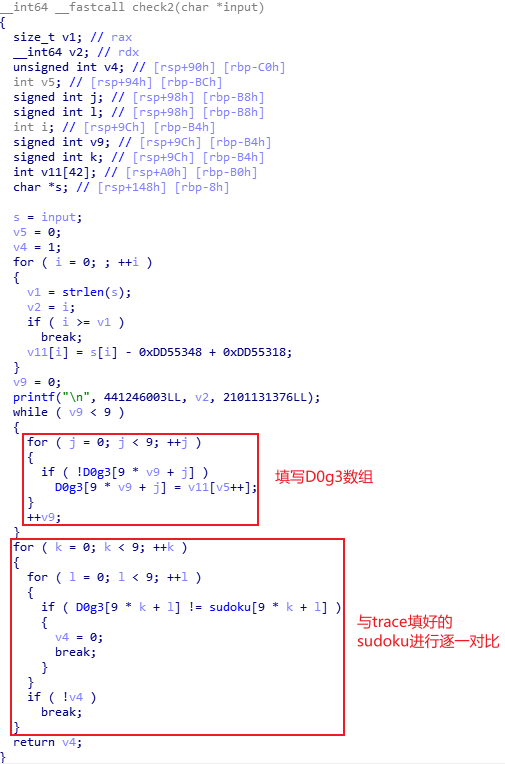 __int64 __fastcall check2(char *input)
{
  size_t v1; // rax
  __int64 v2; // rdx
  unsigned int v4; // [rsp+90h] [rbp-C0h]
  int v5; // [rsp+94h] [rbp-BCh]
  signed int j; // [rsp+98h] [rbp-B8h]
  signed int l; // [rsp+98h] [rbp-B8h]
  int i; // [rsp+9Ch] [rbp-B4h]
  signed int v9; // [rsp+9Ch] [rbp-B4h]
  signed int k; // [rsp+9Ch] [rbp-B4h]
  int v11[42]; // [rsp+A0h] [rbp-B0h]
  char *s; // [rsp+148h] [rbp-8h]

  s = input;
  v5 = 0;
  v4 = 1;
  for ( i = 0; ; ++i )
  {
    v1 = strlen(s);
    v2 = i;
    if ( i >= v1 )
      break;
    v11[i] = s[i] - 0xDD55348 + 0xDD55318;
  }
  v9 = 0;
  printf("\n", 441246003LL, v2, 2101131376LL);
  while ( v9 < 9 )
  {
    for ( j = 0; j < 9; ++j )
    {
      if ( !D0g3[9 * v9 + j] )
        D0g3[9 * v9 + j] = v11[v5++];
    }
    ++v9;
  }
填写D0g3数组
  for ( k = 0; k < 9; ++k )
  {
    for ( l = 0; l < 9; ++l )
    {
      if ( D0g3[9 * k + l] != sudoku[9 * k + l] )
      {
        v4 = 0;
        break;
      }
    }
    if ( !v4 )
      break;
  }
与trace填好的
sudoku进行逐一对比
  return v4;
}